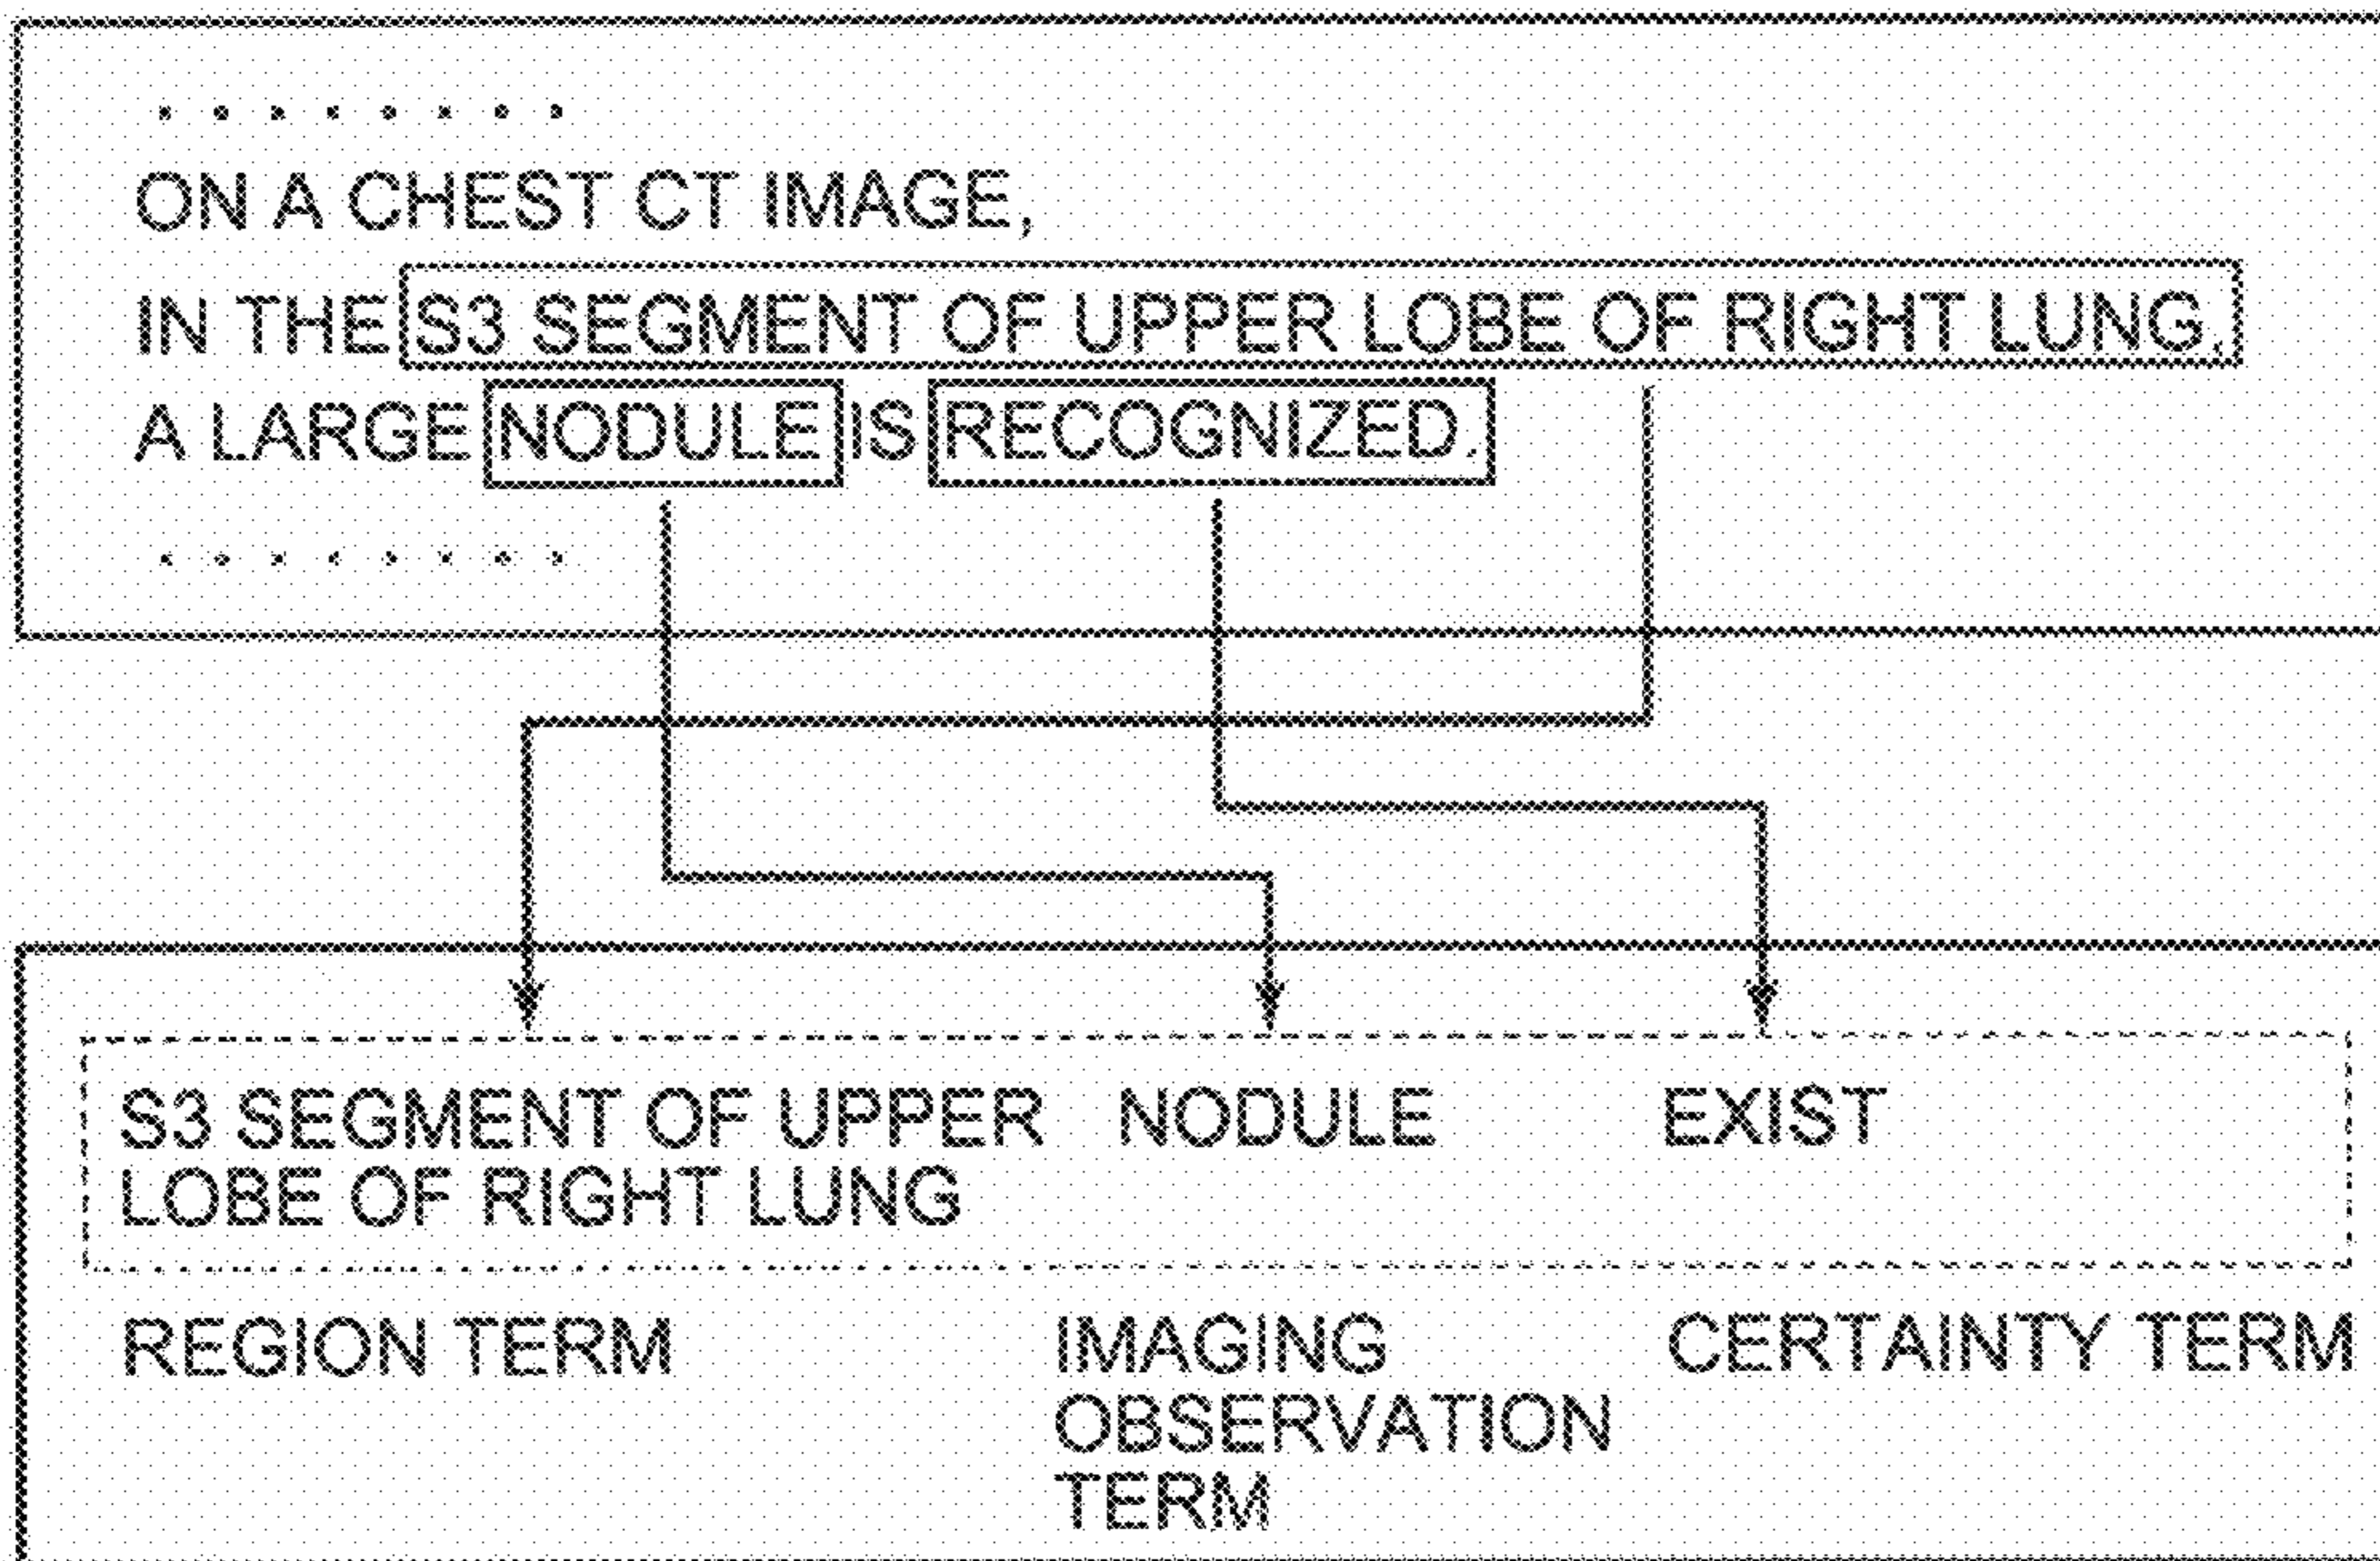 · · · · · · · ·
ON A CHEST CT IMAGE,
IN THE S3 SEGMENT OF UPPER LOBE OF RIGHT LUNG,
A LARGE NODULE IS RECOGNIZED.
· · · · · · · ·
S3 SEGMENT OF UPPER NODULE EXIST
LOBE OF RIGHT LUNG
REGION TERM IMAGING CERTAINTY TERM
OBSERVATION
TERM